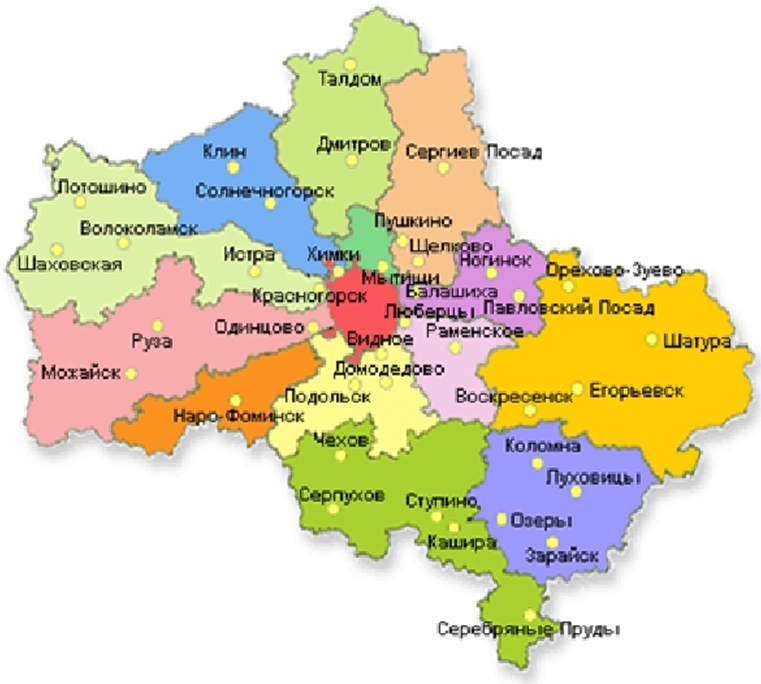 Талдом
Дмитров
Сергиев Посад
Клин
Солнечногорск
Лотошино
Волоколамск
Шаховская
Истра
Химки
Пушкино
Щелково
Ногинск
Орехово-Зуево
Мытищи
Красногорск
Балашиха
Павловский Посад
Люберцы
Одинцово
Видное
Раменское
Руза
Шатура
Можайск
Домодедово
Подольск
Воскресенск
Егорьевск
Наро-Фоминск
Чехов
Коломна
Луховицы
Серпухов
Ступино
Озеры
Кашира
Зарайск
Серебряные Пруды